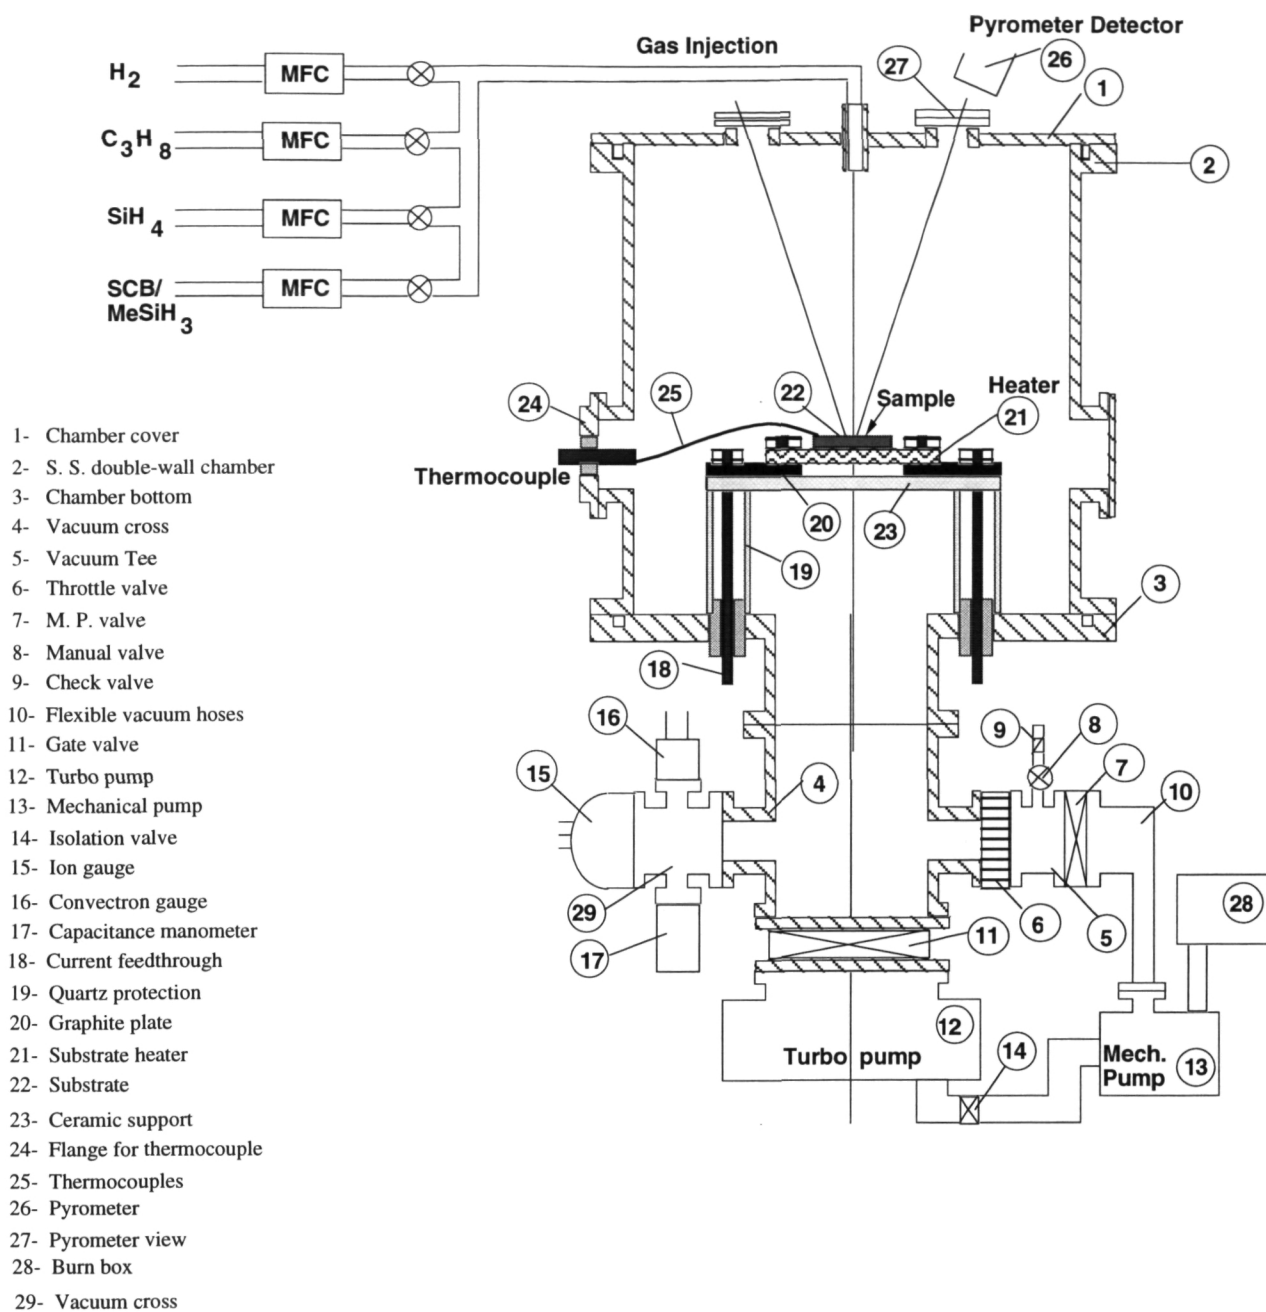 Pyrometer Detector
Gas Injection
27
26
1
H2
MFC
C3H8
MFC
2
SiH4
MFC
SCB/
MeSiH3
MFC
24
25
22
Sample
Heater
21
Thermocouple
20
23
19
3
18
16
9
8
7
15
4
10
29
6
5
28
17
11
12
14
Turbo pump
Mech.
Pump
13
1- Chamber cover
2- S. S. double-wall chamber
3- Chamber bottom
4- Vacuum cross
5- Vacuum Tee
6- Throttle valve
7- M. P. valve
8- Manual valve
9- Check valve
10- Flexible vacuum hoses
11- Gate valve
12- Turbo pump
13- Mechanical pump
14- Isolation valve
15- Ion gauge
16- Convectron gauge
17- Capacitance manometer
18- Current feedthrough
19- Quartz protection
20- Graphite plate
21- Substrate heater
22- Substrate
23- Ceramic support
24- Flange for thermocouple
25- Thermocouples
26- Pyrometer
27- Pyrometer view
28- Burn box
29- Vacuum cross